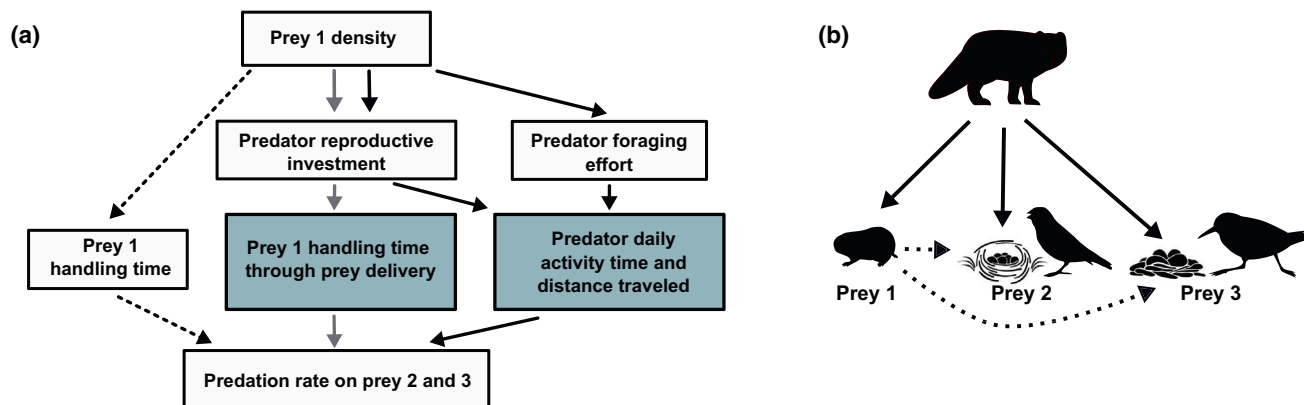 (a)
Prey 1 density
Predator reproductive
investment
Predator foraging
effort
Prey 1
handling time
Prey 1 handling time
through prey delivery
Predator daily
activity time and
distance traveled
Predation rate on prey 2 and 3
(b)
Prey 1
Prey 2
Prey 3